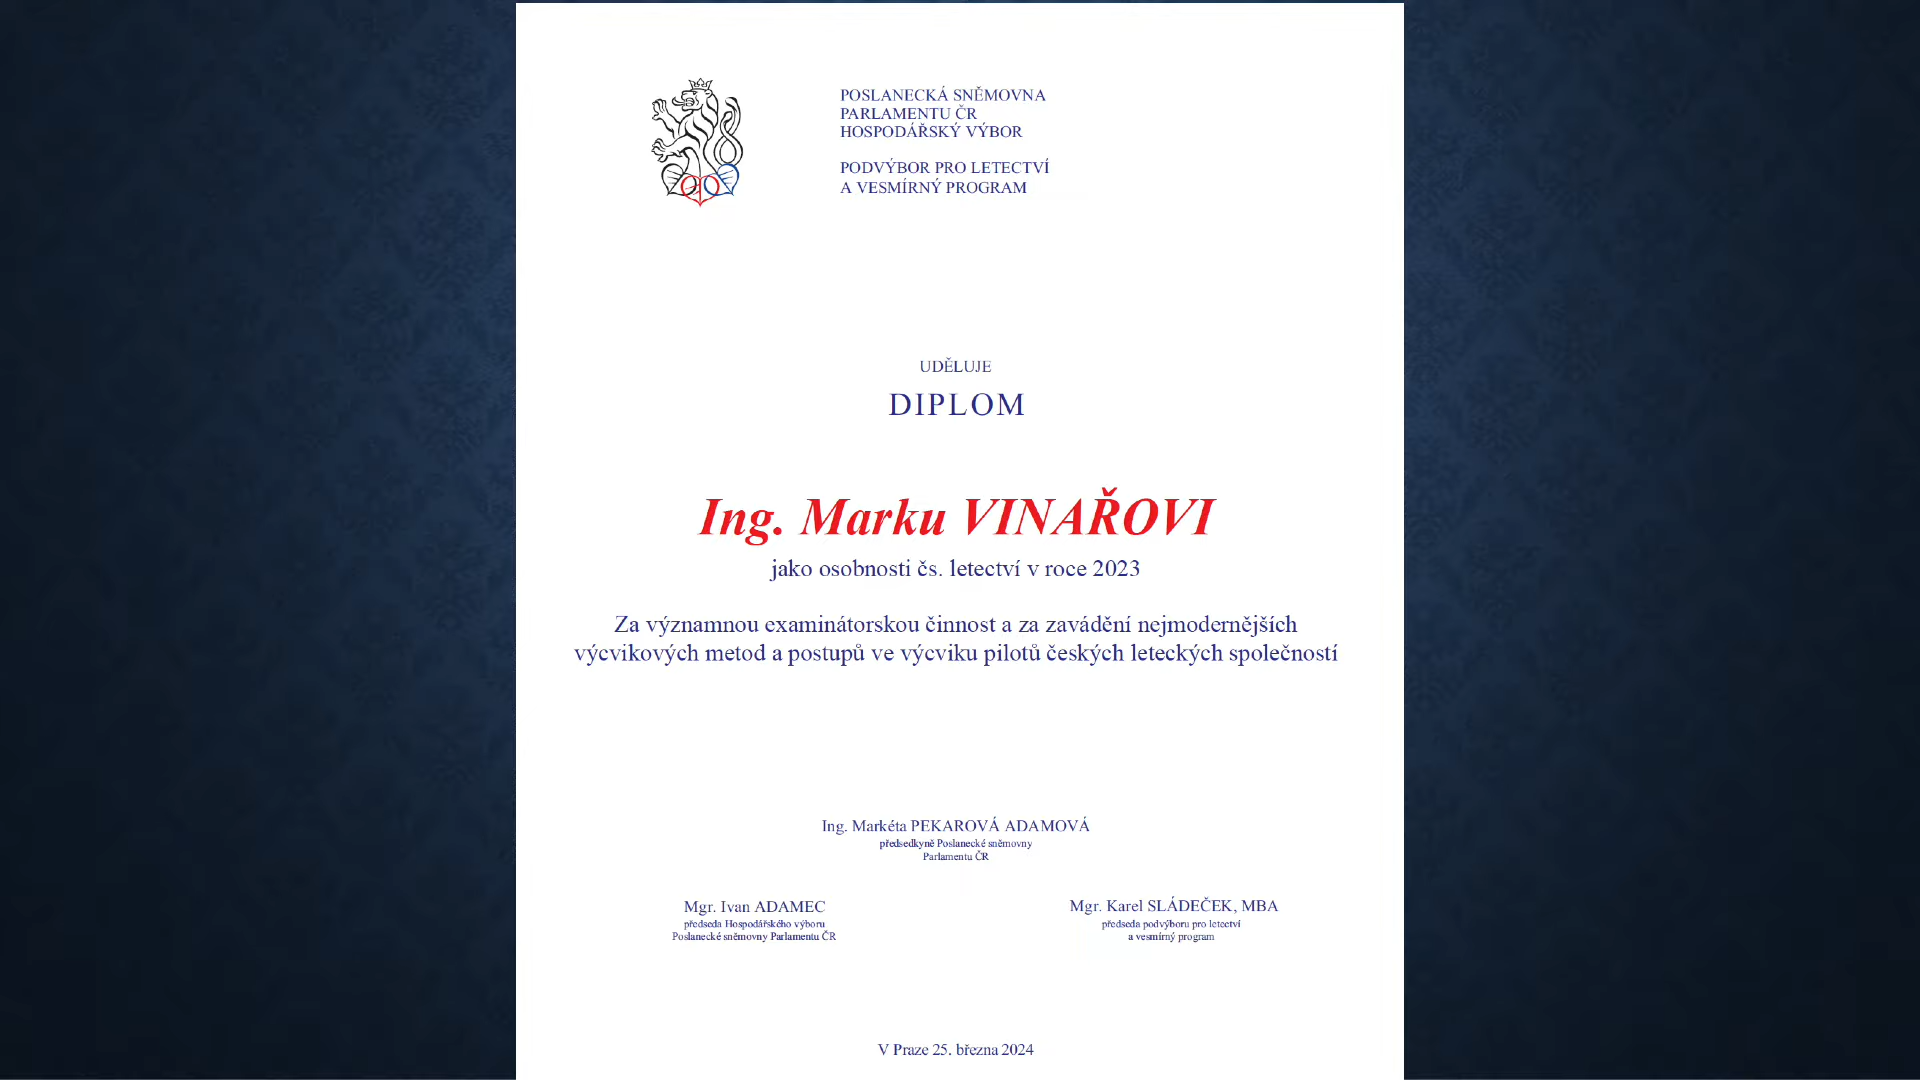 POSLANECKÁ SNĚMOVNA
PARLAMENTU ČR
HOSPODÁŘSKÝ VÝBOR
PODVÝBOR PRO LETECTVÍ
A VESMÍRNÝ PROGRAM
UDĚLUJE
DIPLOM
Ing. Marku VINAŘOVI
jako osobnosti čs. letectví v roce 2023
Za významnou examinátorskou činnost a za zavádění nejmodernějších
výcvikových metod a postupů ve výcviku pilotů českých leteckých společností
Ing. Markéta PEKAROVÁ ADAMOVÁ
předsedkyně Poslanecké sněmovny
Parlamentu ČR
Mgr. Ivan ADAMEC
předseda Hospodářského výboru
Poslanecké sněmovny Parlamentu ČR
Mgr. Karel SLÁDEČEK, MBA
předseda podvýboru pro letectví
a vesmírný program
V Praze 25. března 2024